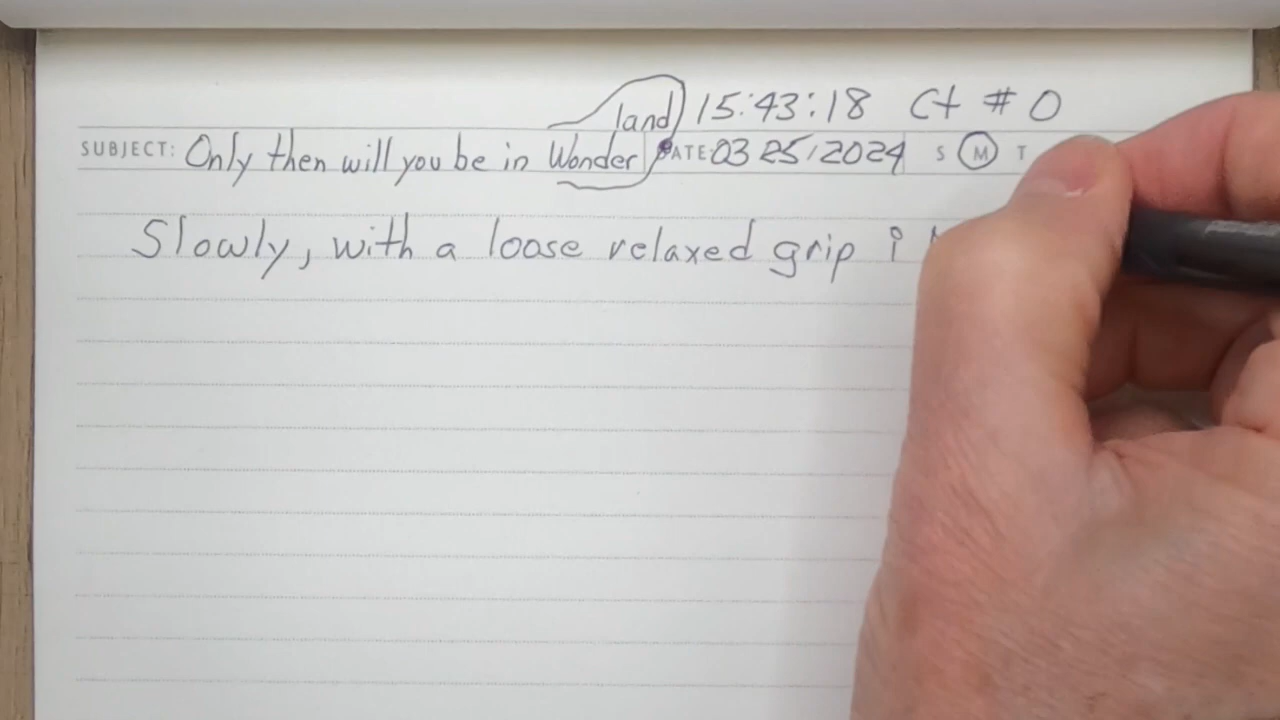 land 15:43:18 Ct # 0
SUBJECT: Only then will you be in Wonder DATE: 03 25/2024 S M T
Slowly, with a loose relaxed grip i